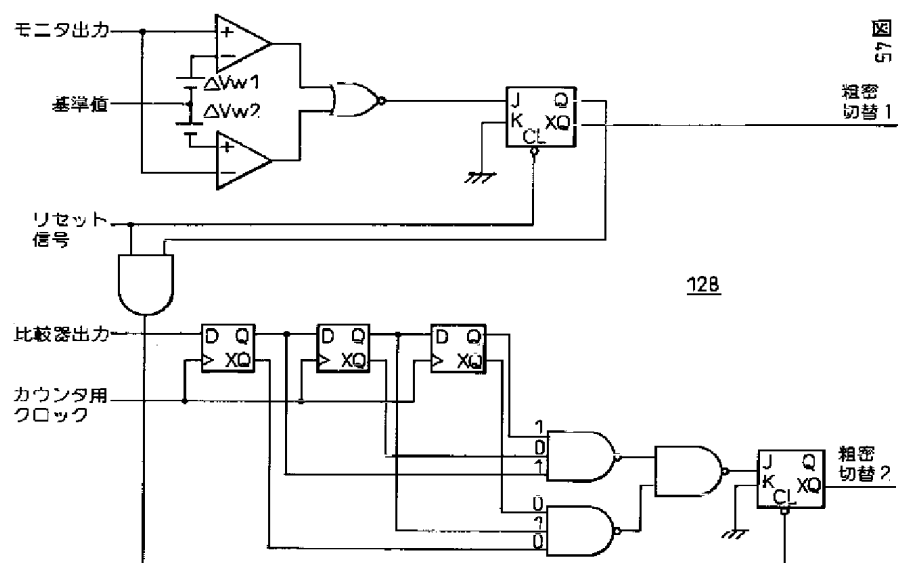 モニタ出力
+
−
ΔVw1
基準値
ΔVw2
+
−
J Q
K XQ
CL
図45
粗密
切替1
リセット
信号
128
比較器出力
D Q
XQ
D Q
XQ
D Q
XQ
カウンタ用
クロック
1
0
1
0
1
0
J Q
K XQ
CL
粗密
切替2